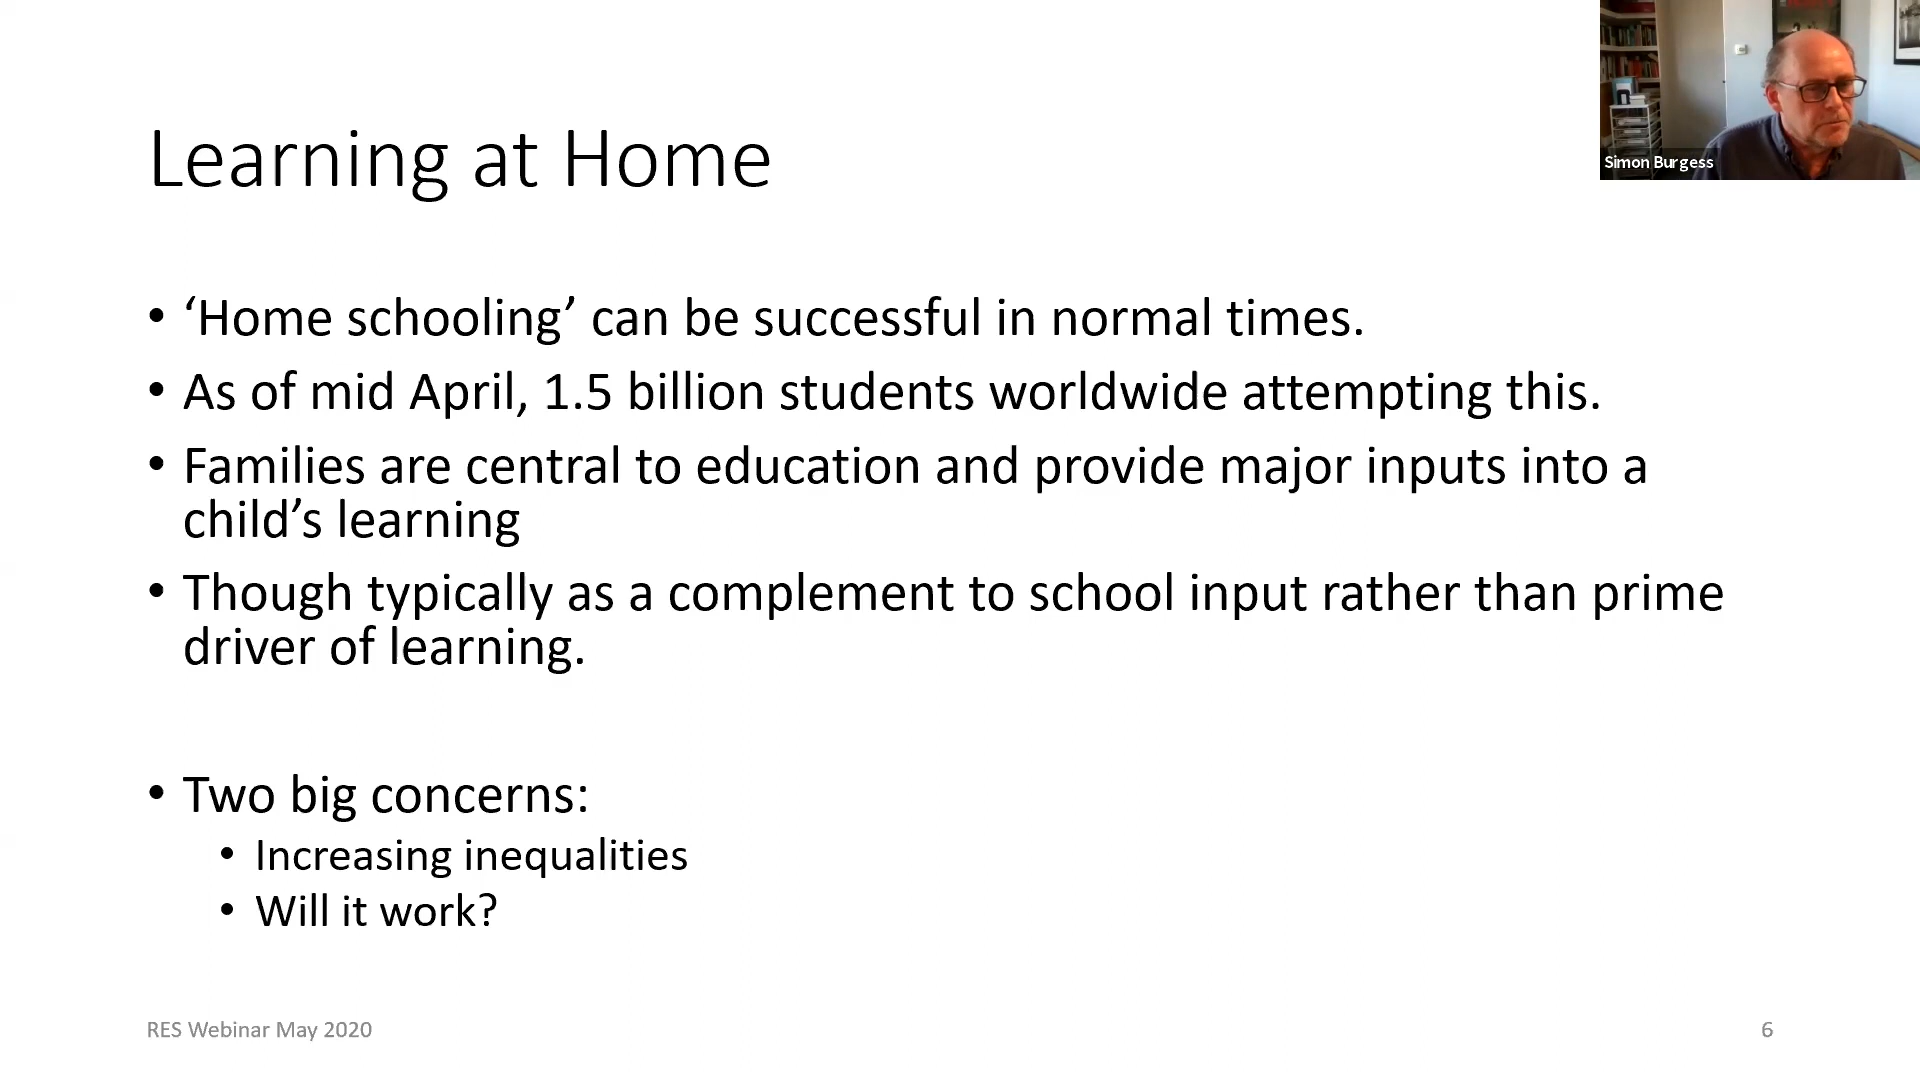 Simon Burgess
Learning at Home
• ‘Home schooling’ can be successful in normal times.
• As of mid April, 1.5 billion students worldwide attempting this.
• Families are central to education and provide major inputs into a
child’s learning
• Though typically as a complement to school input rather than prime
driver of learning.
• Two big concerns:
• Increasing inequalities
• Will it work?
RES Webinar May 2020
6